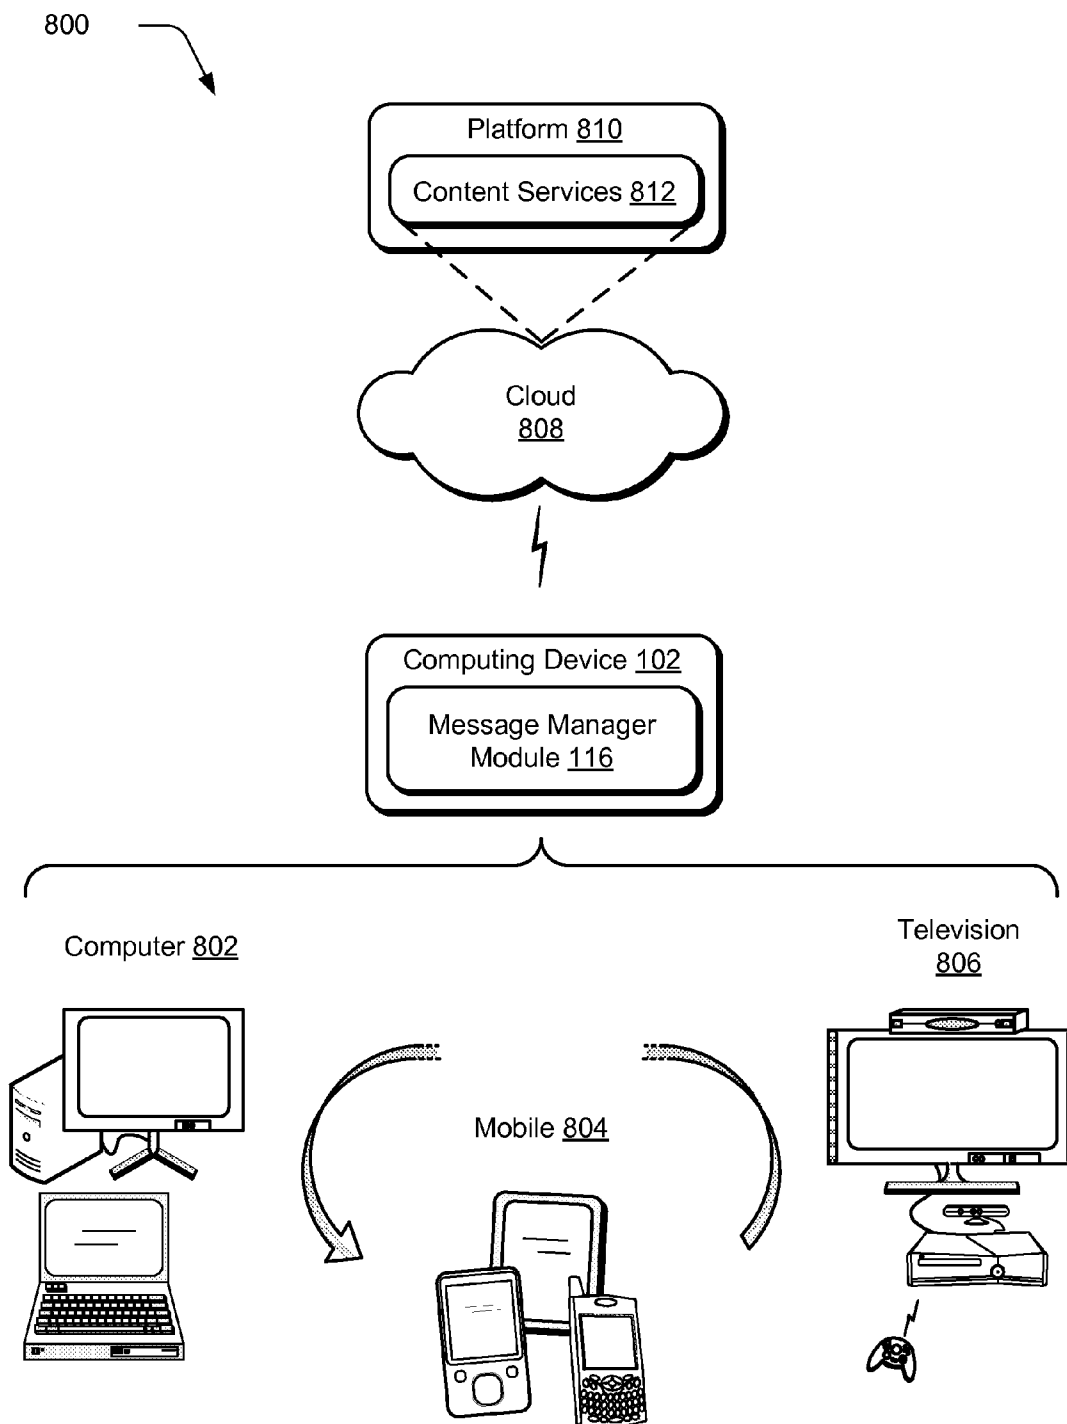 800
Platform 810
Content Services 812
Cloud
808
Computing Device 102
Message Manager
Module 116
Computer 802
Television
806
Mobile 804